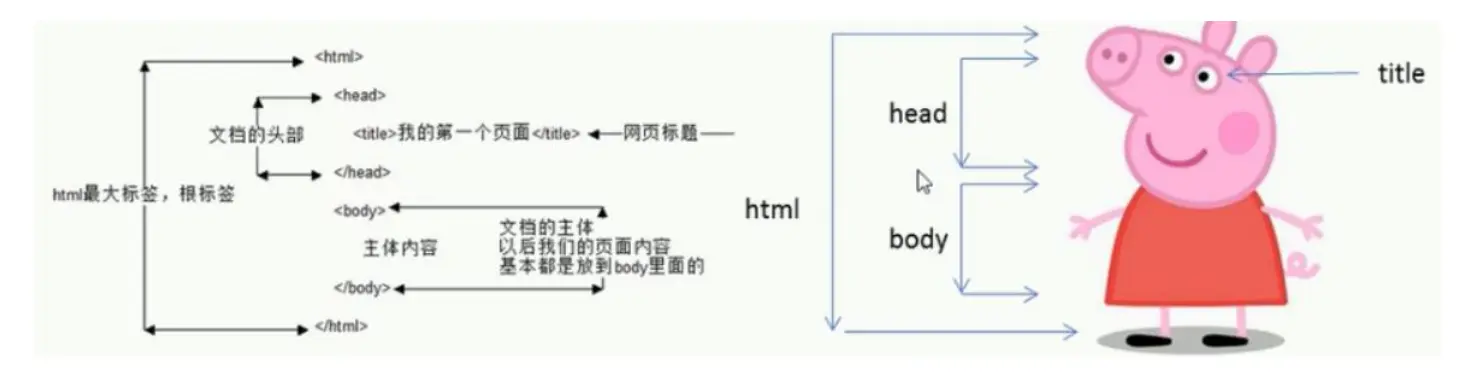 <html>
<head>
文档的头部
<title>我的第一个页面</title>
网页标题
</head>
html最大标签，根标签
<body>
主体内容
文档的主体
以后我们的页面内容
基本都是放到body里面的
</body>
</html>
html
head
body
title